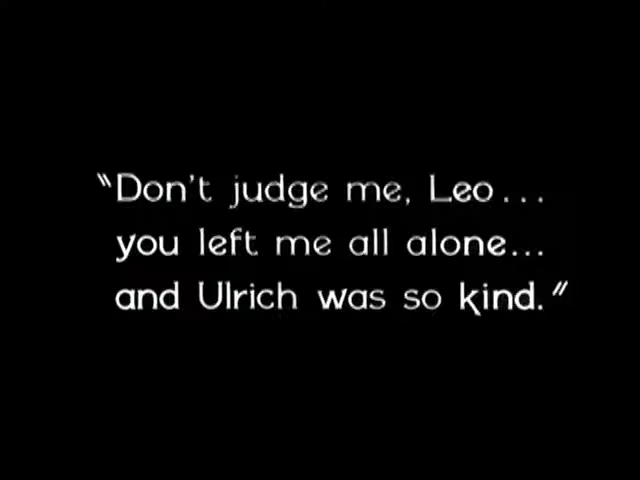 "Don't judge me, Leo...
you left me all alone...
and Ulrich was so kind."